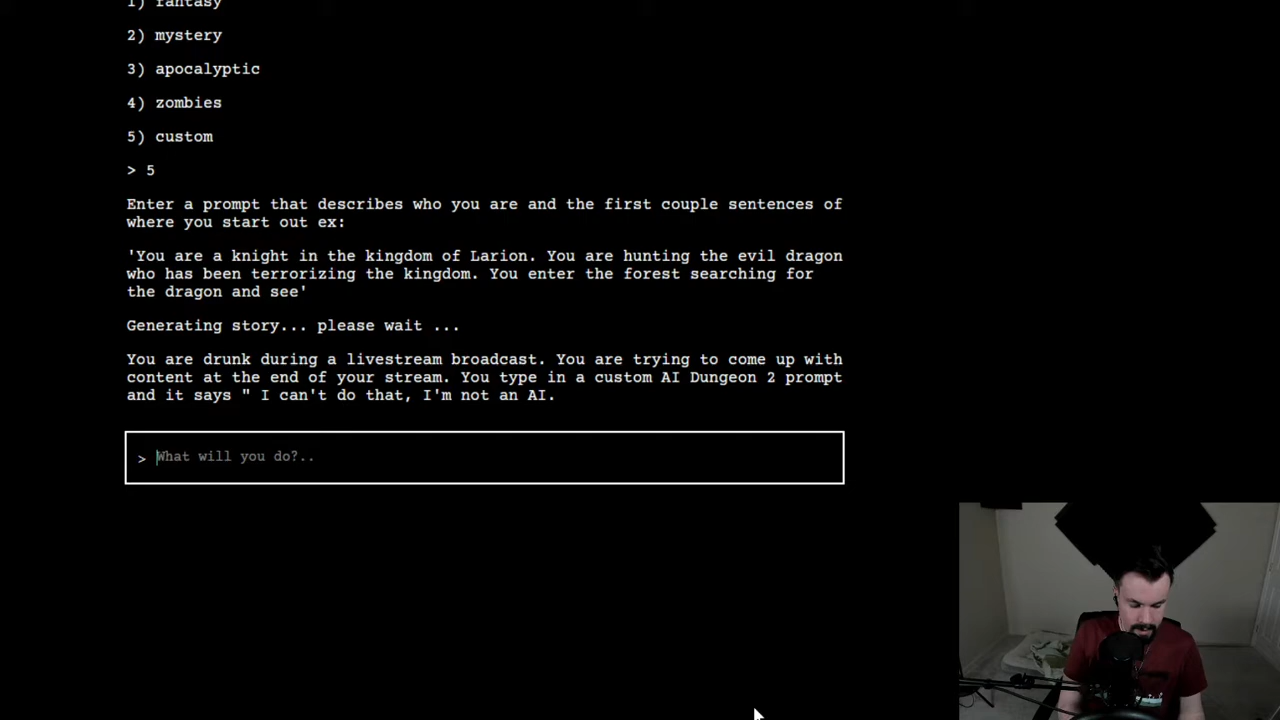 1) fantasy
2) mystery
3) apocalyptic
4) zombies
5) custom
> 5
Enter a prompt that describes who you are and the first couple sentences of
where you start out ex:
'You are a knight in the kingdom of Larion. You are hunting the evil dragon
who has been terrorizing the kingdom. You enter the forest searching for
the dragon and see'
Generating story... please wait ...
You are drunk during a livestream broadcast. You are trying to come up with
content at the end of your stream. You type in a custom AI Dungeon 2 prompt
and it says " I can't do that, I'm not an AI.
> What will you do?..